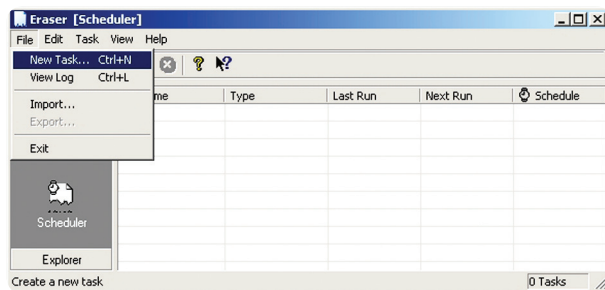 Eraser [Scheduler]
File Edit Task View Help
New Task... Ctrl+N
View Log Ctrl+L
Import...
Export...
Exit
me Type Last Run Next Run Schedule
Scheduler
Explorer
Create a new task 0 Tasks